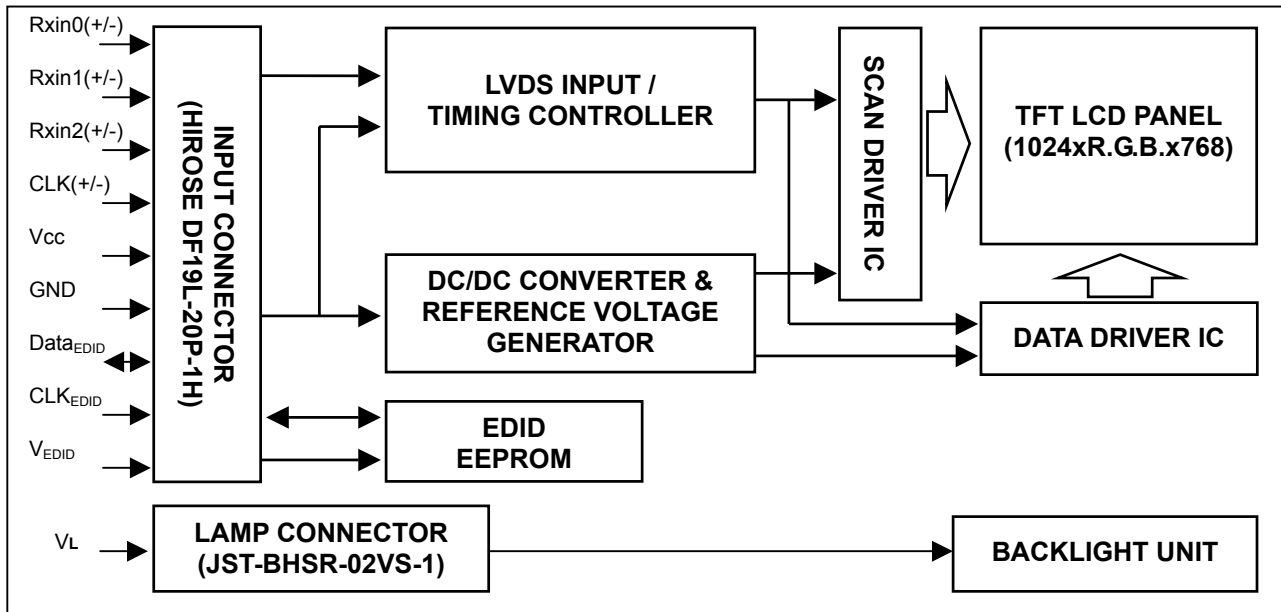 Rxin0(+/-)
Rxin1(+/-)
Rxin2(+/-)
CLK(+/-)
Vcc
GND
DataEDID
CLKEDID
VEDID
INPUT CONNECTOR
(HIROSE DF19L-20P-1H)
LVDS INPUT /
TIMING CONTROLLER
DC/DC CONVERTER &
REFERENCE VOLTAGE
GENERATOR
EDID
EEPROM
SCAN DRIVER IC
TFT LCD PANEL
(1024xR.G.B.x768)
DATA DRIVER IC
VL
LAMP CONNECTOR
(JST-BHSR-02VS-1)
BACKLIGHT UNIT